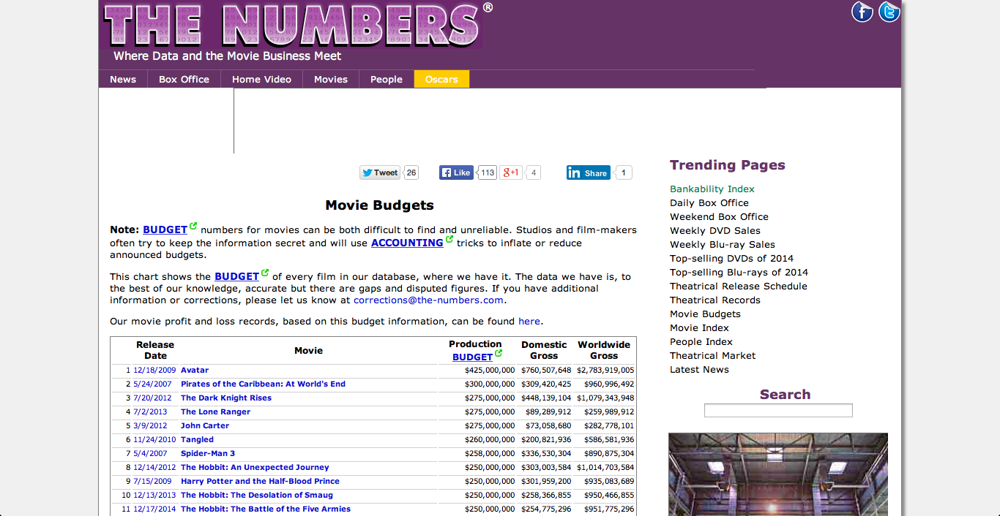 THE NUMBERS®
Where Data and the Movie Business Meet
News Box Office Home Video Movies People Oscars
Tweet 26 Like 113 +1 4 Share 1
Movie Budgets
Note: BUDGET numbers for movies can be both difficult to find and unreliable. Studios and film-makers
often try to keep the information secret and will use ACCOUNTING tricks to inflate or reduce
announced budgets.
This chart shows the BUDGET of every film in our database, where we have it. The data we have is, to
the best of our knowledge, accurate but there are gaps and disputed figures. If you have additional
information or corrections, please let us know at corrections@the-numbers.com.
Our movie profit and loss records, based on this budget information, can be found here.
Release Date Movie Production BUDGET Domestic Gross Worldwide Gross
1 12/18/2009 Avatar $425,000,000 $760,507,648 $2,783,919,005
2 5/24/2007 Pirates of the Caribbean: At World's End $300,000,000 $309,420,425 $960,996,492
3 7/20/2012 The Dark Knight Rises $275,000,000 $448,139,104 $1,079,343,948
4 7/2/2013 The Lone Ranger $275,000,000 $89,289,912 $259,989,912
5 3/9/2012 John Carter $275,000,000 $73,058,680 $282,778,101
6 11/24/2010 Tangled $260,000,000 $200,821,936 $586,581,936
7 5/4/2007 Spider-Man 3 $258,000,000 $336,530,304 $890,875,304
8 12/14/2012 The Hobbit: An Unexpected Journey $250,000,000 $303,003,584 $1,014,703,584
9 7/15/2009 Harry Potter and the Half-Blood Prince $250,000,000 $301,959,200 $935,083,689
10 12/13/2013 The Hobbit: The Desolation of Smaug $250,000,000 $258,366,855 $950,466,855
11 12/17/2014 The Hobbit: The Battle of the Five Armies $250,000,000 $254,775,296 $951,775,296
Trending Pages
Bankability Index
Daily Box Office
Weekend Box Office
Weekly DVD Sales
Weekly Blu-ray Sales
Top-selling DVDs of 2014
Top-selling Blu-rays of 2014
Theatrical Release Schedule
Theatrical Records
Movie Budgets
Movie Index
People Index
Theatrical Market
Latest News
Search